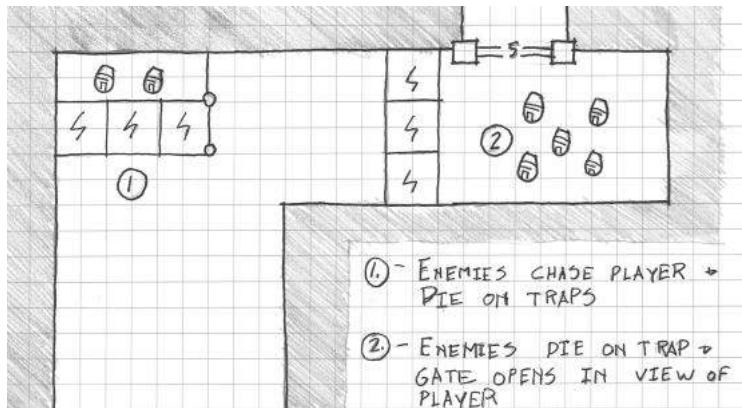 S
2
1
1. - ENEMIES CHASE PLAYER &
DIE ON TRAPS
2. - ENEMIES DIE ON TRAP &
GATE OPENS IN VIEW OF
PLAYER